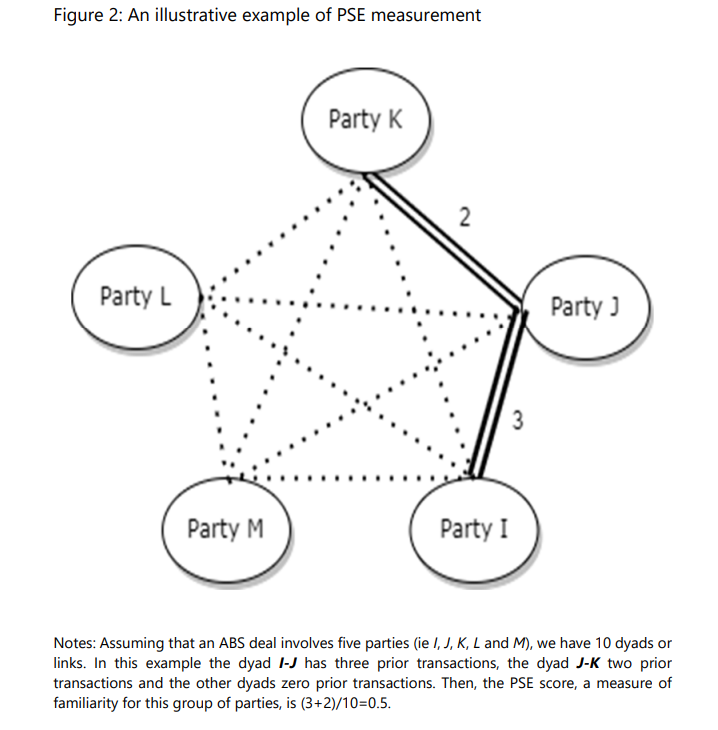 Figure 2: An illustrative example of PSE measurement
Party K
2
Party L
Party J
3
Party M
Party I
Notes: Assuming that an ABS deal involves five parties (ie I, J, K, L and M), we have 10 dyads or
links. In this example the dyad I-J has three prior transactions, the dyad J-K two prior
transactions and the other dyads zero prior transactions. Then, the PSE score, a measure of
familiarity for this group of parties, is (3+2)/10=0.5.